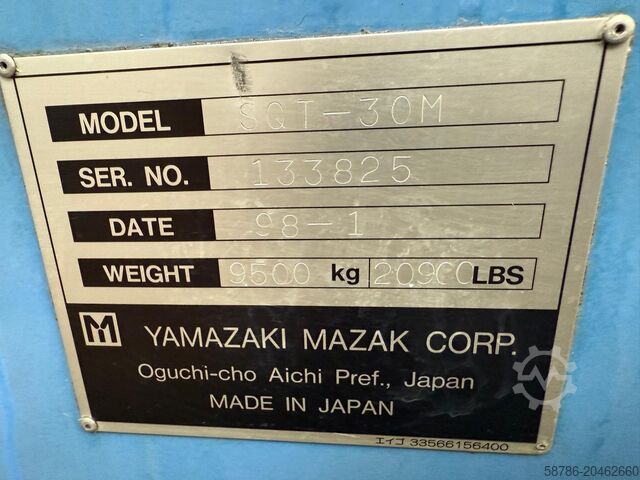 MODEL SQT-30M
SER. NO. 133825
DATE 98-1
WEIGHT 9500 kg 20900 LBS
YAMAZAKI MAZAK CORP.
Oguchi-cho Aichi Pref., Japan
MADE IN JAPAN
エイゴ 33566156400
58786-20462660